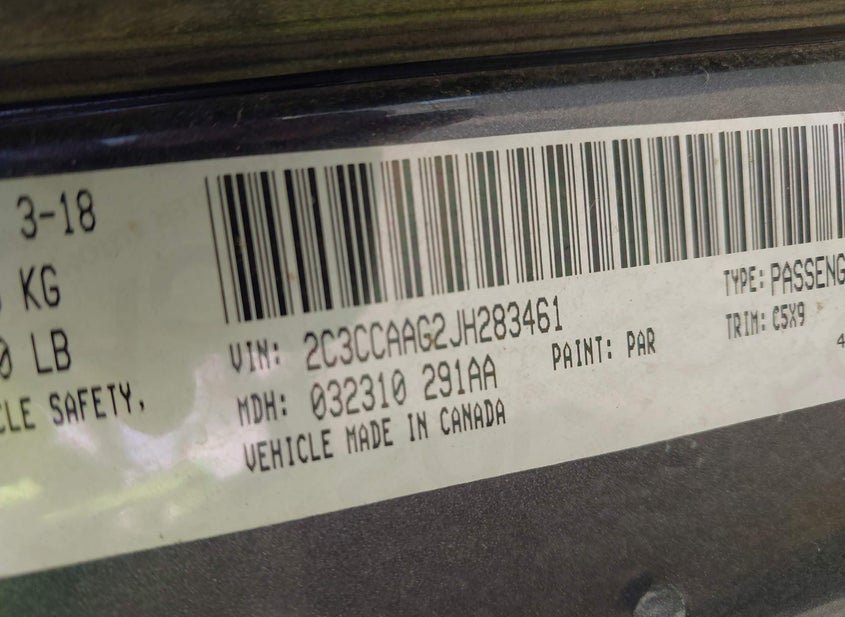 3-18
KG
LB
CLE SAFETY.
VIN: 2C3CCAAG2JH283461
TYPE: PASSENG
MDH: 032310 291AA
PAINT: PAR
TRIM: C5X9
4
VEHICLE MADE IN CANADA